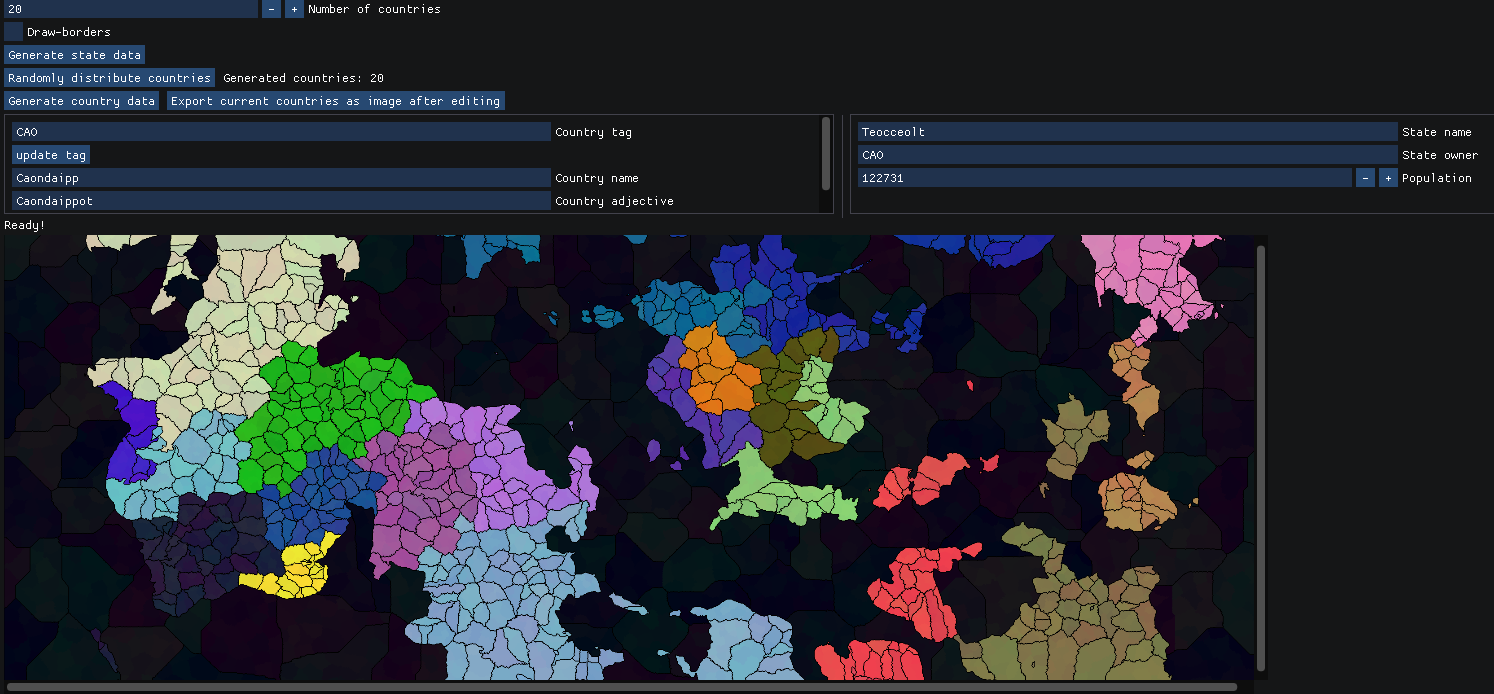 20 - + Number of countries
Draw-borders
Generate state data
Randomly distribute countries Generated countries: 20
Generate country data Export current countries as image after editing
CAO Country tag
update tag
Caondaipp Country name
Caondaippot Country adjective
Teocceolt State name
CAO State owner
122731 - + Population
Ready!